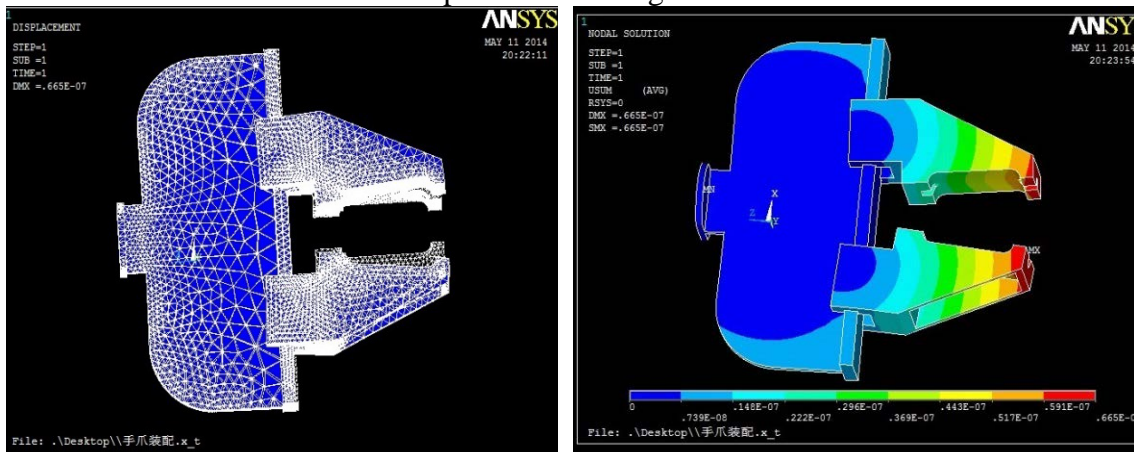 1
DISPLACEMENT
STEP=1
SUB =1
TIME=1
DMX =.665E-07
ANSYS
MAY 11 2014
20:22:11
File: .\Desktop\\手爪装配.x_t
1
NODAL SOLUTION
STEP=1
SUB =1
TIME=1
USUM (AVG)
RSYS=0
DMX =.665E-07
SMX =.665E-07
ANSY
MAY 11 2014
20:23:54
MN
X
Z
Y
MX
0 .148E-07 .296E-07 .443E-07 .591E-07
.739E-08 .222E-07 .369E-07 .517E-07 .665E-0
File: .\Desktop\\手爪装配.x_t